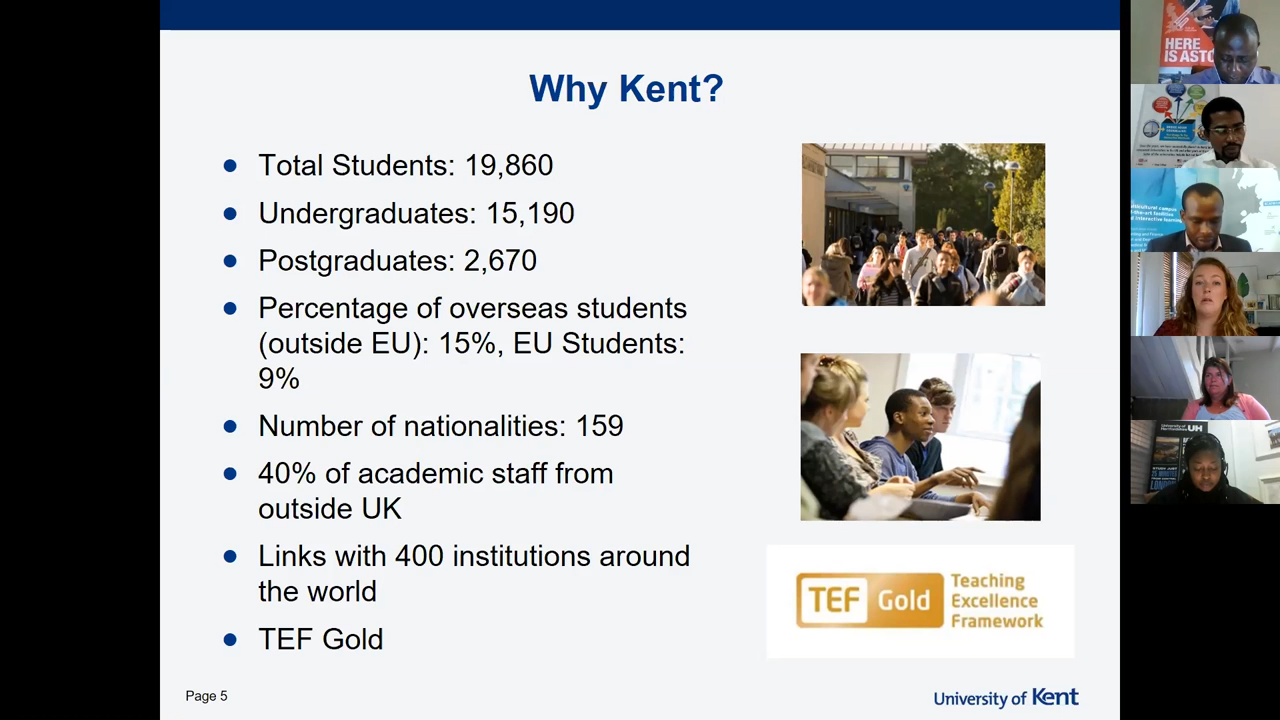 Why Kent?
Total Students: 19,860
Undergraduates: 15,190
Postgraduates: 2,670
Percentage of overseas students
(outside EU): 15%, EU Students:
9%
Number of nationalities: 159
40% of academic staff from
outside UK
Links with 400 institutions around
the world
TEF Gold
TEF Gold
Teaching
Excellence
Framework
Page 5
University of Kent
HERE
IS ASTO
UH
LONDON